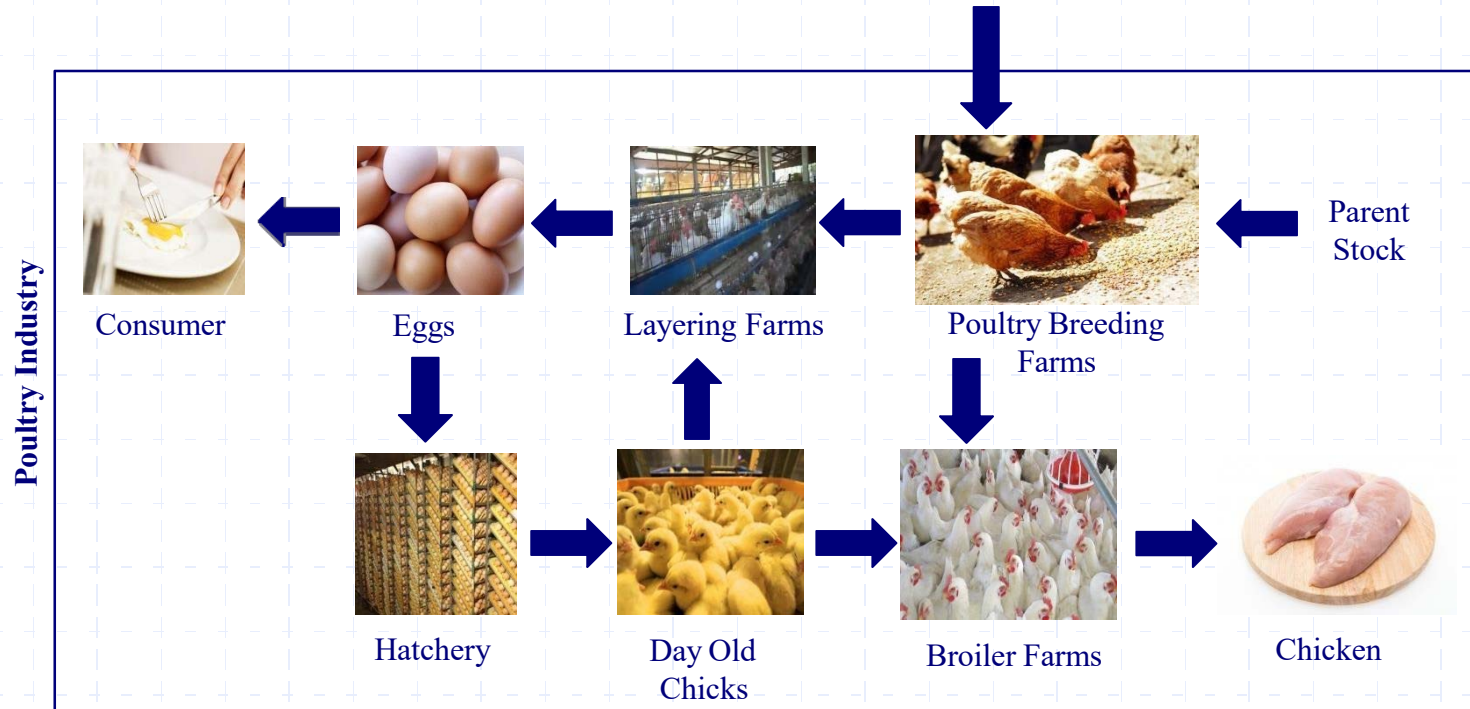 Poultry Industry
Parent
Stock
Consumer
Eggs
Layering Farms
Poultry Breeding
Farms
Hatchery
Day Old
Chicks
Broiler Farms
Chicken